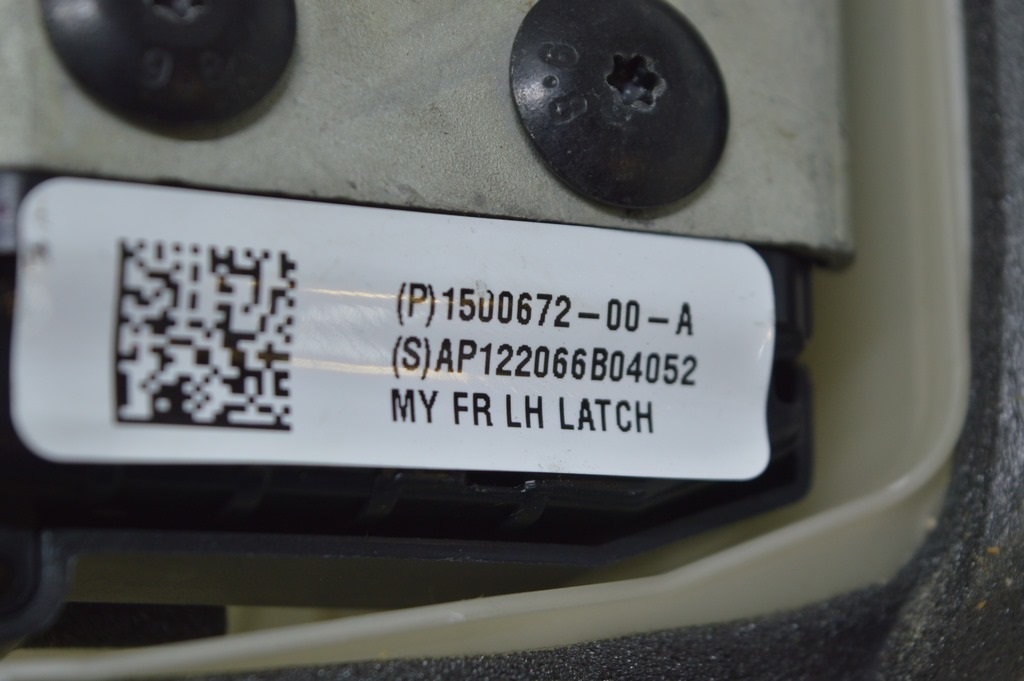 (P)1500672-00-A
(S)AP122066B04052
MY FR LH LATCH